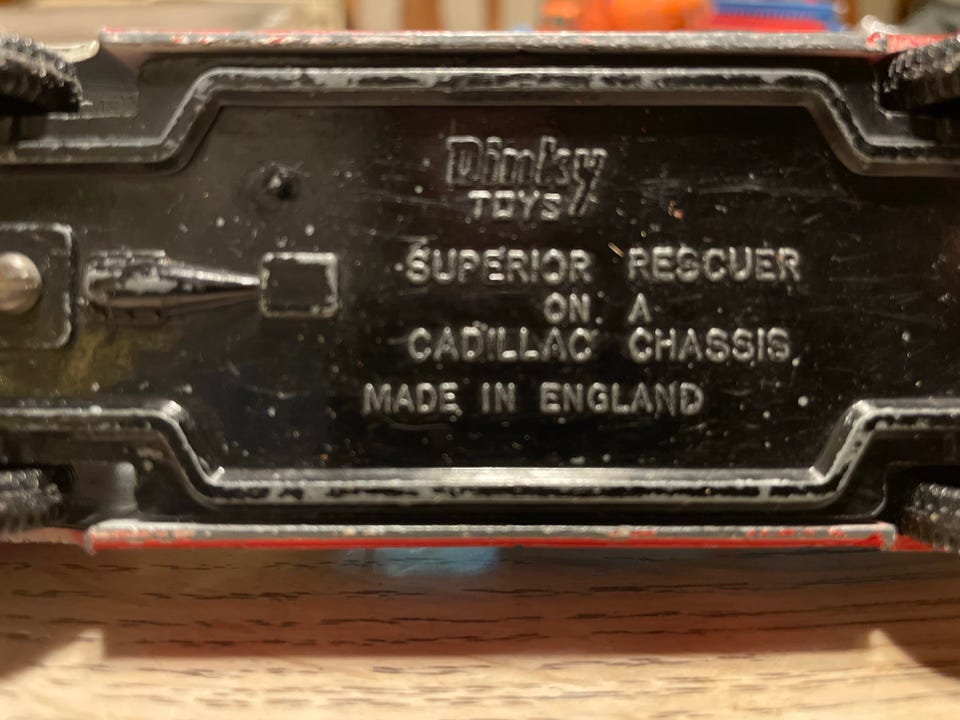 Dinky
TOYS
SUPERIOR RESCUER
ON A
CADILLAC CHASSIS
MADE IN ENGLAND